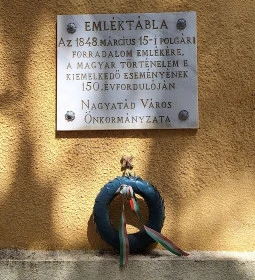 EMLÉKTÁBLA
AZ 1848. MÁRCIUS 15-I POLGÁRI
FORRADALOM EMLÉKÉRE,
A MAGYAR TÖRTÉNELEM E
KIEMELKEDŐ ESEMÉNYÉNEK
150. ÉVFORDULÓJÁN
NAGYATÁD VÁROS
ÖNKORMÁNYZATA